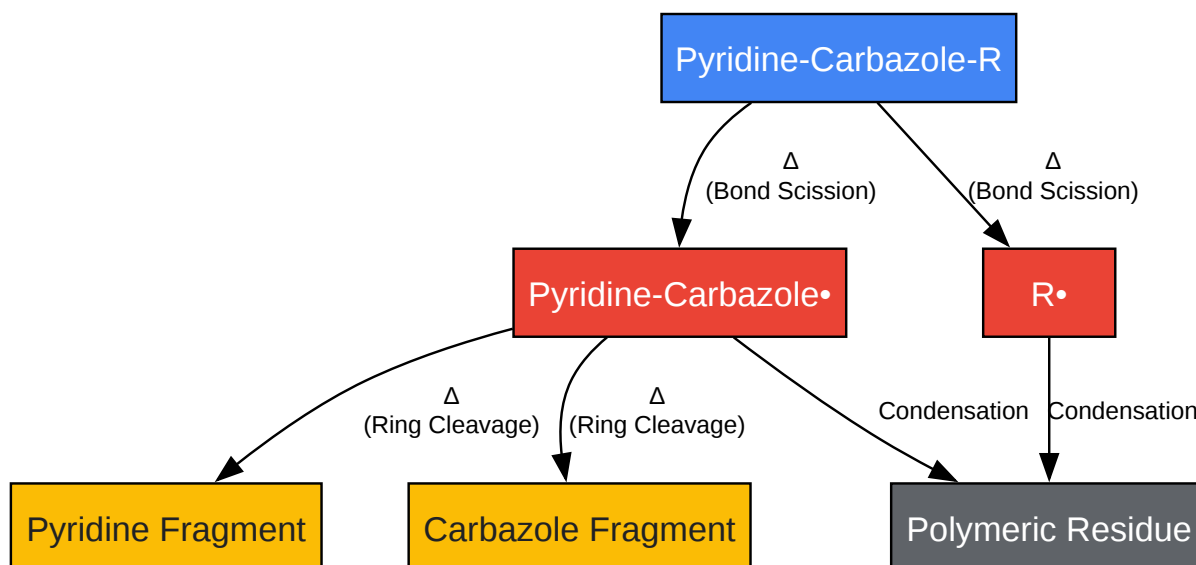 Pyridine-Carbazole-R
Δ
(Bond Scission)
Δ
(Bond Scission)
Pyridine-Carbazole•
R•
Δ
(Ring Cleavage)
Δ
(Ring Cleavage)
Condensation
Condensation
Pyridine Fragment
Carbazole Fragment
Polymeric Residue